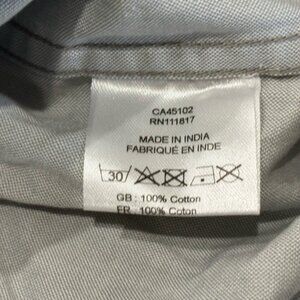 CA45102
RN111817
MADE IN INDIA
FABRIQUÉ EN INDE
30
GB : 100% Cotton
FR : 100% Coton